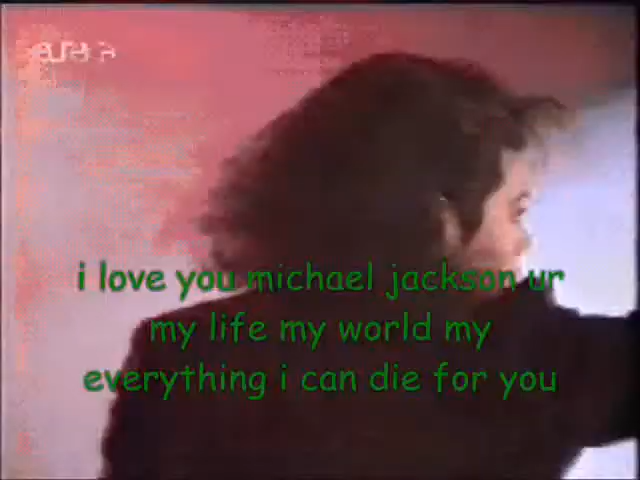 i love you michael jackson ur
my life my world my
everything i can die for you